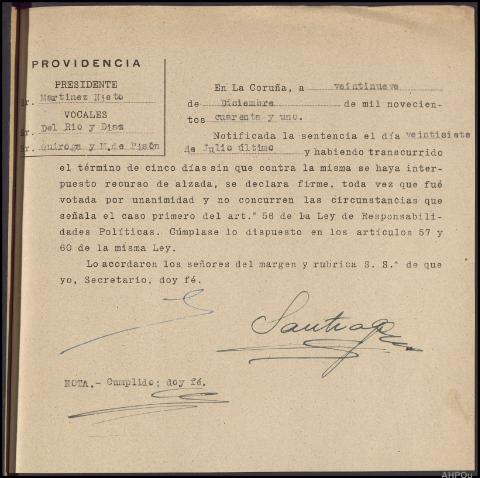 PROVIDENCIA
PRESIDENTE
Sr. Martinez Nieto
VOCALES
Sr. Del Rio y Diaz
Sr. Quiroga y M. de Pisón
En La Coruña, a veintinueve
de Diciembre de mil novecien-
tos cuarenta y uno.
Notificada la sentencia el día veintisiete
de Julio último y habiendo transcurrido
el término de cinco días sin que contra la misma se haya inter-
puesto recurso de alzada, se declara firme, toda vez que fué
votada por unanimidad y no concurren las circunstancias que
señala el caso primero del art.º 56 de la Ley de Responsabili-
dades Políticas. Cúmplase lo dispuesto en los artículos 57 y
60 de la misma Ley.
Lo acordaron los señores del margen y rubrica S. S.ª de que
yo, Secretario, doy fé.
Santiago
NOTA.- Cumplido; doy fé.
AHPOu